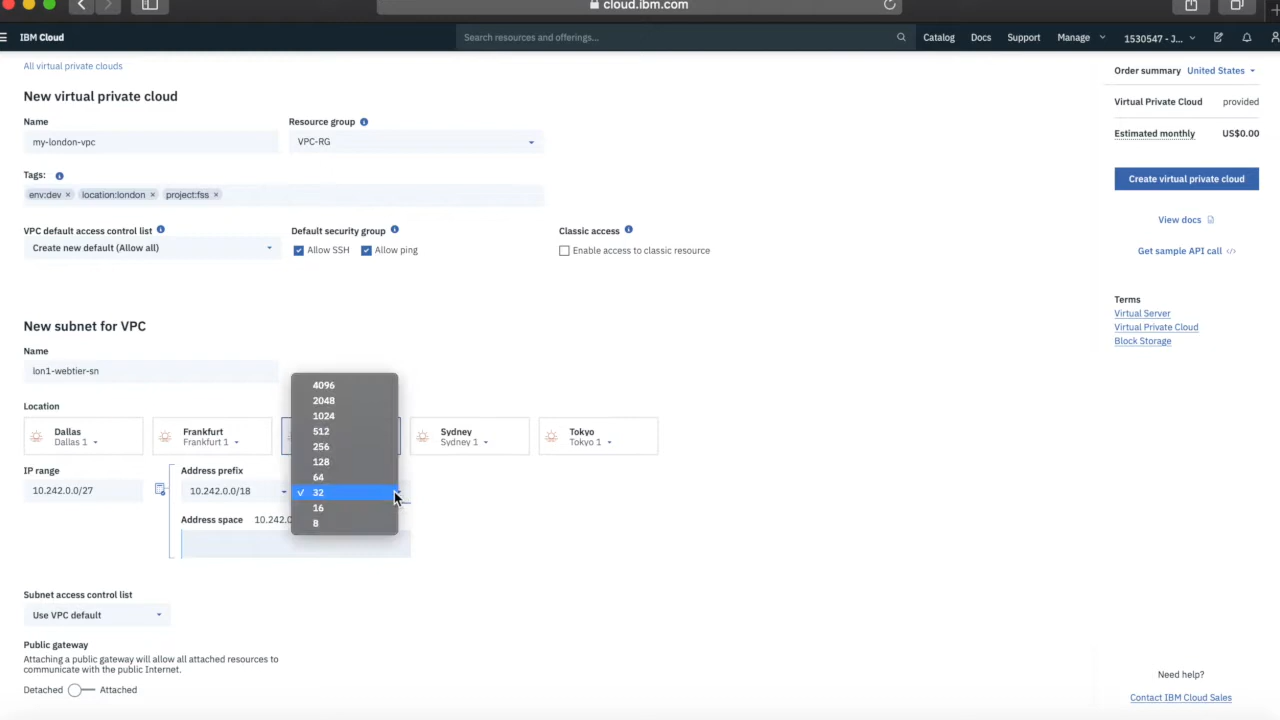 cloud.ibm.com
IBM Cloud
Search resources and offerings...
Catalog
Docs
Support
Manage
1530547 - J...
All virtual private clouds
New virtual private cloud
Name
Resource group
my-london-vpc
VPC-RG
Tags:
env:dev × location:london × project:fss ×
VPC default access control list
Default security group
Classic access
Create new default (Allow all)
Allow SSH
Allow ping
Enable access to classic resource
New subnet for VPC
Name
lon1-webtier-sn
Location
Dallas
Dallas 1
Frankfurt
Frankfurt 1
Sydney
Sydney 1
Tokyo
Tokyo 1
IP range
10.242.0.0/27
Address prefix
10.242.0.0/18
4096
2048
1024
512
256
128
64
✓ 32
16
8
Address space 10.242.0
Subnet access control list
Use VPC default
Public gateway
Attaching a public gateway will allow all attached resources to
communicate with the public Internet.
Detached
Attached
Order summary United States
Virtual Private Cloud provided
Estimated monthly US$0.00
Create virtual private cloud
View docs
Get sample API call </>
Terms
Virtual Server
Virtual Private Cloud
Block Storage
Need help?
Contact IBM Cloud Sales